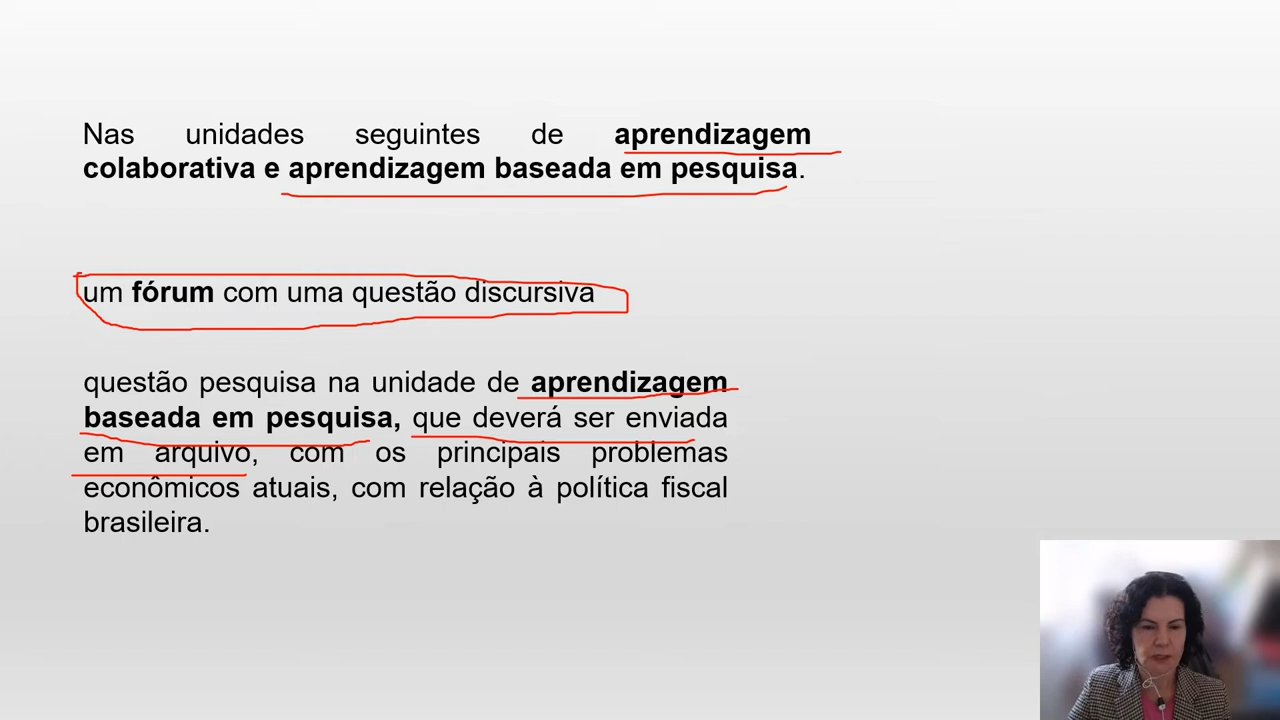 Nas unidades seguintes de aprendizagem
colaborativa e aprendizagem baseada em pesquisa.
um fórum com uma questão discursiva
questão pesquisa na unidade de aprendizagem
baseada em pesquisa, que deverá ser enviada
em arquivo, com os principais problemas
econômicos atuais, com relação à política fiscal
brasileira.